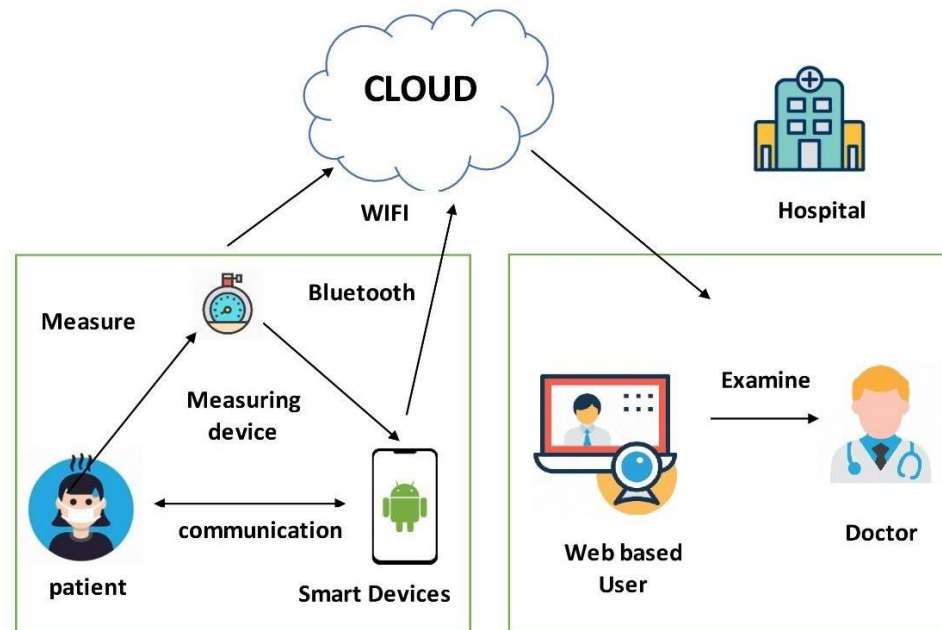 CLOUD
WIFI
Hospital
Bluetooth
Measure
Measuring
device
communication
patient
Smart Devices
Examine
Web based
User
Doctor